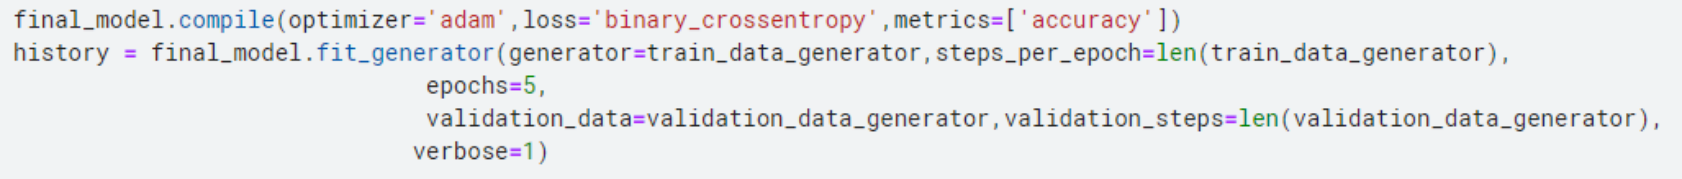 final_model.compile(optimizer='adam',loss='binary_crossentropy',metrics=['accuracy'])
history = final_model.fit_generator(generator=train_data_generator,steps_per_epoch=len(train_data_generator),
epochs=5,
validation_data=validation_data_generator,validation_steps=len(validation_data_generator),
verbose=1)